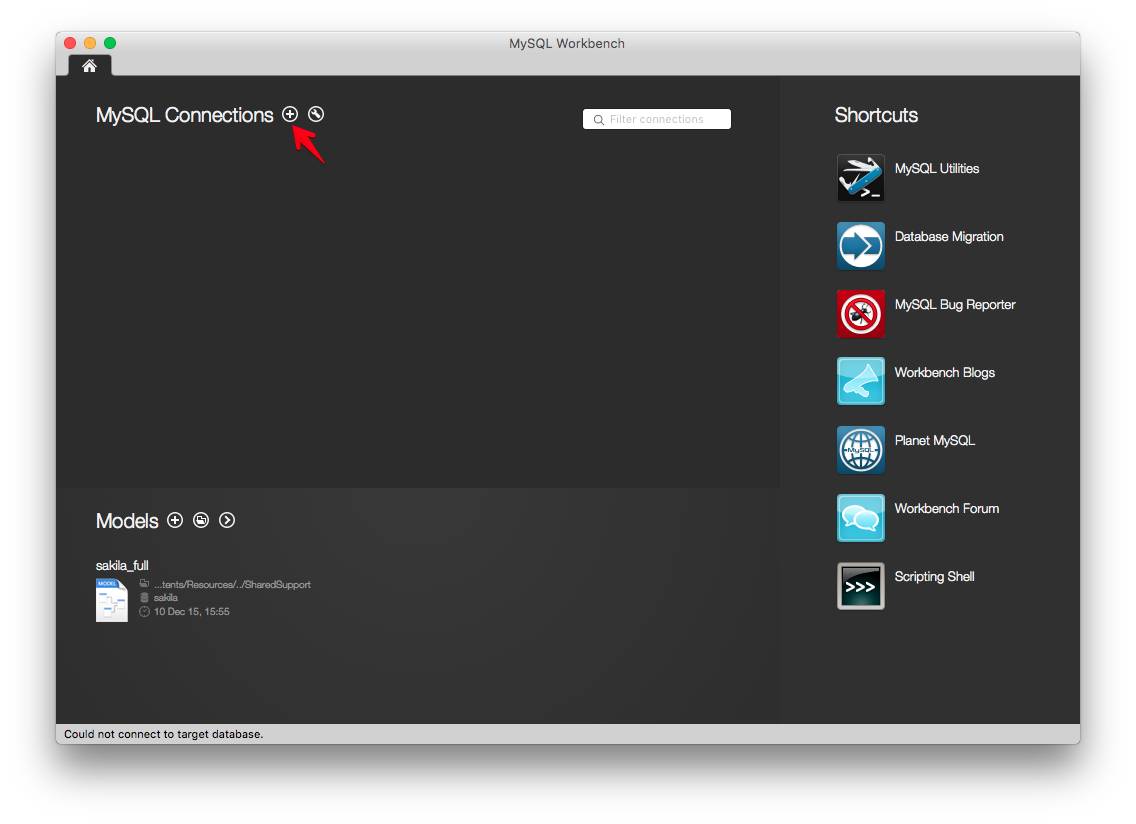 MySQL Workbench
MySQL Connections
Filter connections
Shortcuts
MySQL Utilities
Database Migration
MySQL Bug Reporter
Workbench Blogs
MySQL
Planet MySQL
Workbench Forum
>>>
Scripting Shell
Models
sakila_full
MODEL
...tents/Resources/../SharedSupport
sakila
10 Dec 15, 15:55
Could not connect to target database.